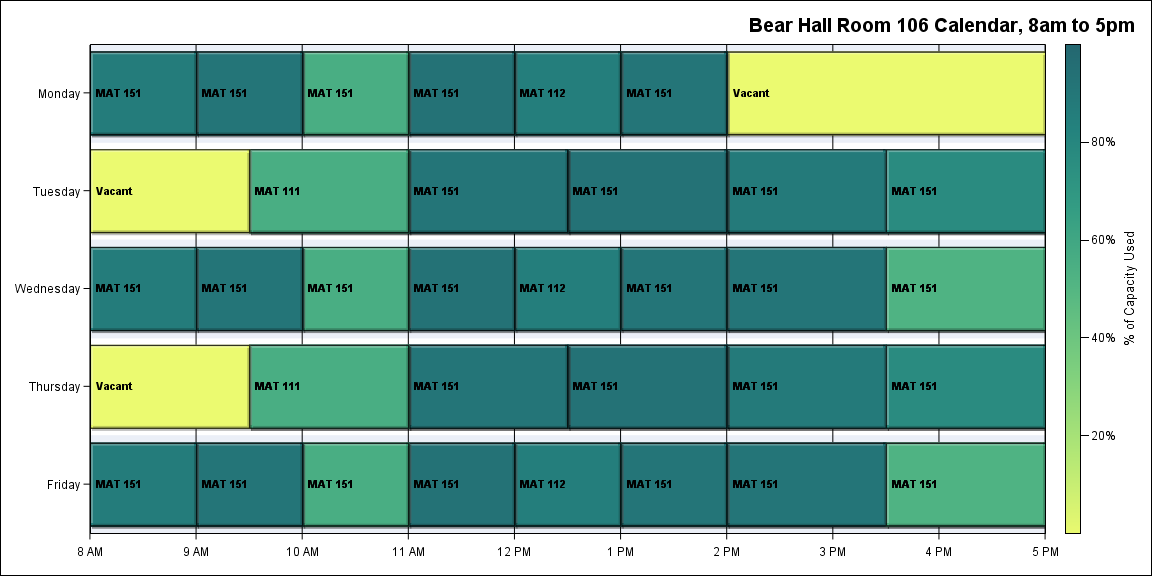 Bear Hall Room 106 Calendar, 8am to 5pm
Monday MAT 151 MAT 151 MAT 151 MAT 151 MAT 112 MAT 151 Vacant
80%
Tuesday Vacant MAT 111 MAT 151 MAT 151 MAT 151 MAT 151
60%
% of Capacity Used
Wednesday MAT 151 MAT 151 MAT 151 MAT 151 MAT 112 MAT 151 MAT 151 MAT 151
40%
Thursday Vacant MAT 111 MAT 151 MAT 151 MAT 151 MAT 151
20%
Friday MAT 151 MAT 151 MAT 151 MAT 151 MAT 112 MAT 151 MAT 151 MAT 151
8 AM 9 AM 10 AM 11 AM 12 PM 1 PM 2 PM 3 PM 4 PM 5 PM